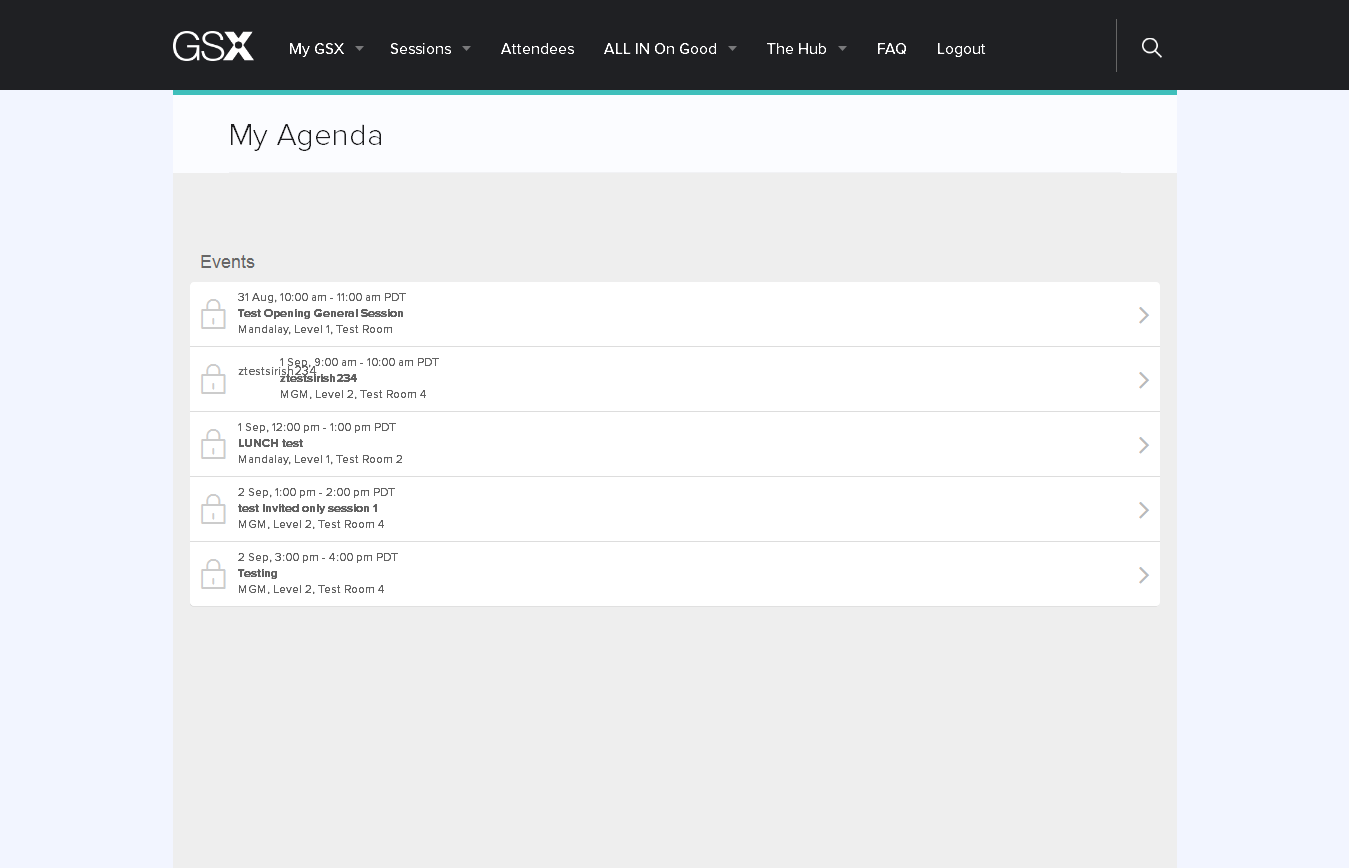 GSX
My GSX
Sessions
Attendees
ALL IN On Good
The Hub
FAQ
Logout
My Agenda
Events
31 Aug, 10:00 am - 11:00 am PDT
Test Opening General Session
Mandalay, Level 1, Test Room
ztestsirish234
1 Sep, 9:00 am - 10:00 am PDT
ztestsirish234
MGM, Level 2, Test Room 4
1 Sep, 12:00 pm - 1:00 pm PDT
LUNCH test
Mandalay, Level 1, Test Room 2
2 Sep, 1:00 pm - 2:00 pm PDT
test invited only session 1
MGM, Level 2, Test Room 4
2 Sep, 3:00 pm - 4:00 pm PDT
Testing
MGM, Level 2, Test Room 4